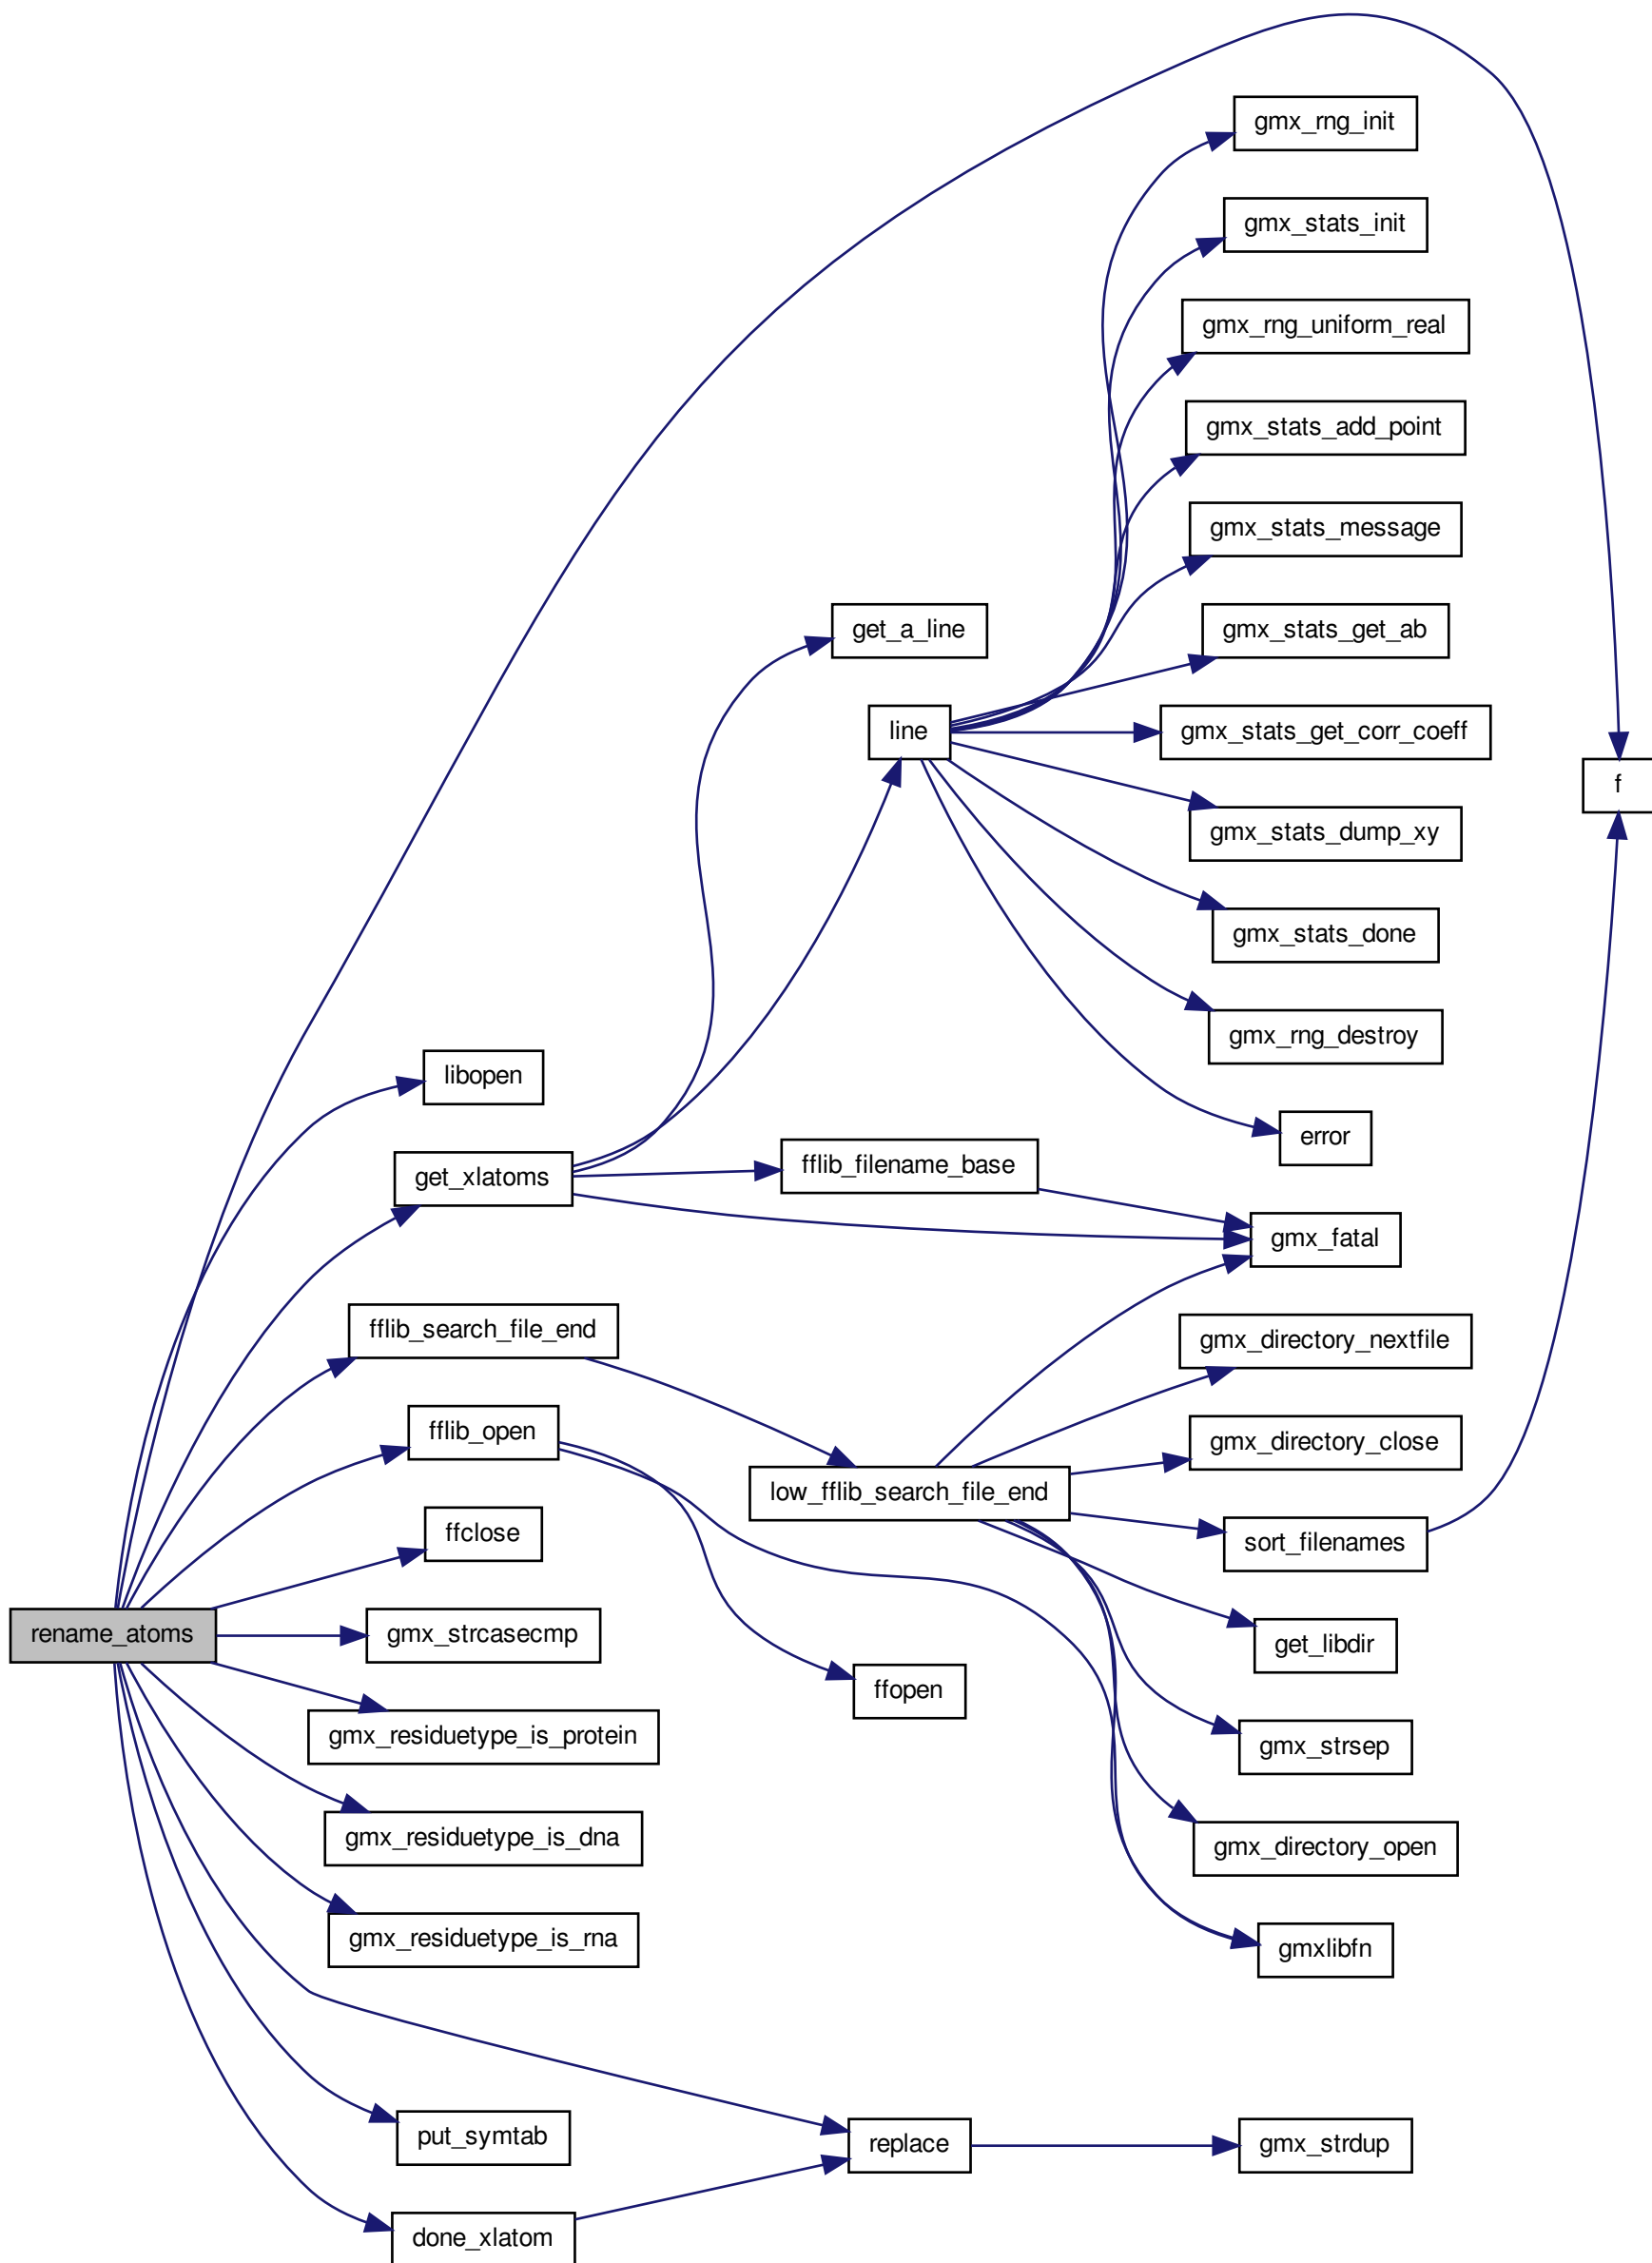 gmx_rng_init
gmx_stats_init
gmx_rng_uniform_real
gmx_stats_add_point
gmx_stats_message
get_a_line
gmx_stats_get_ab
line
gmx_stats_get_corr_coeff
f
gmx_stats_dump_xy
gmx_stats_done
gmx_rng_destroy
libopen
error
get_xlatoms
fflib_filename_base
gmx_fatal
fflib_search_file_end
gmx_directory_nextfile
fflib_open
gmx_directory_close
low_fflib_search_file_end
ffclose
sort_filenames
rename_atoms
gmx_strcasecmp
get_libdir
ffopen
gmx_residuetype_is_protein
gmx_strsep
gmx_residuetype_is_dna
gmx_directory_open
gmx_residuetype_is_rna
gmxlibfn
put_symtab
replace
gmx_strdup
done_xlatom